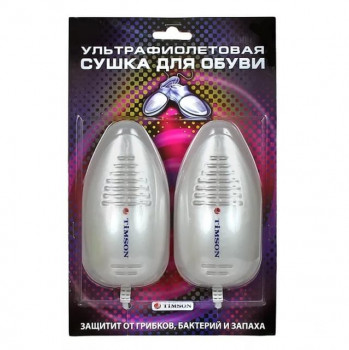 УЛЬТРАФИОЛЕТОВАЯ
СУШКА ДЛЯ ОБУВИ
TiMSON
TiMSON
TiMSON
ЗАЩИТИТ ОТ ГРИБКОВ, БАКТЕРИЙ И ЗАПАХА